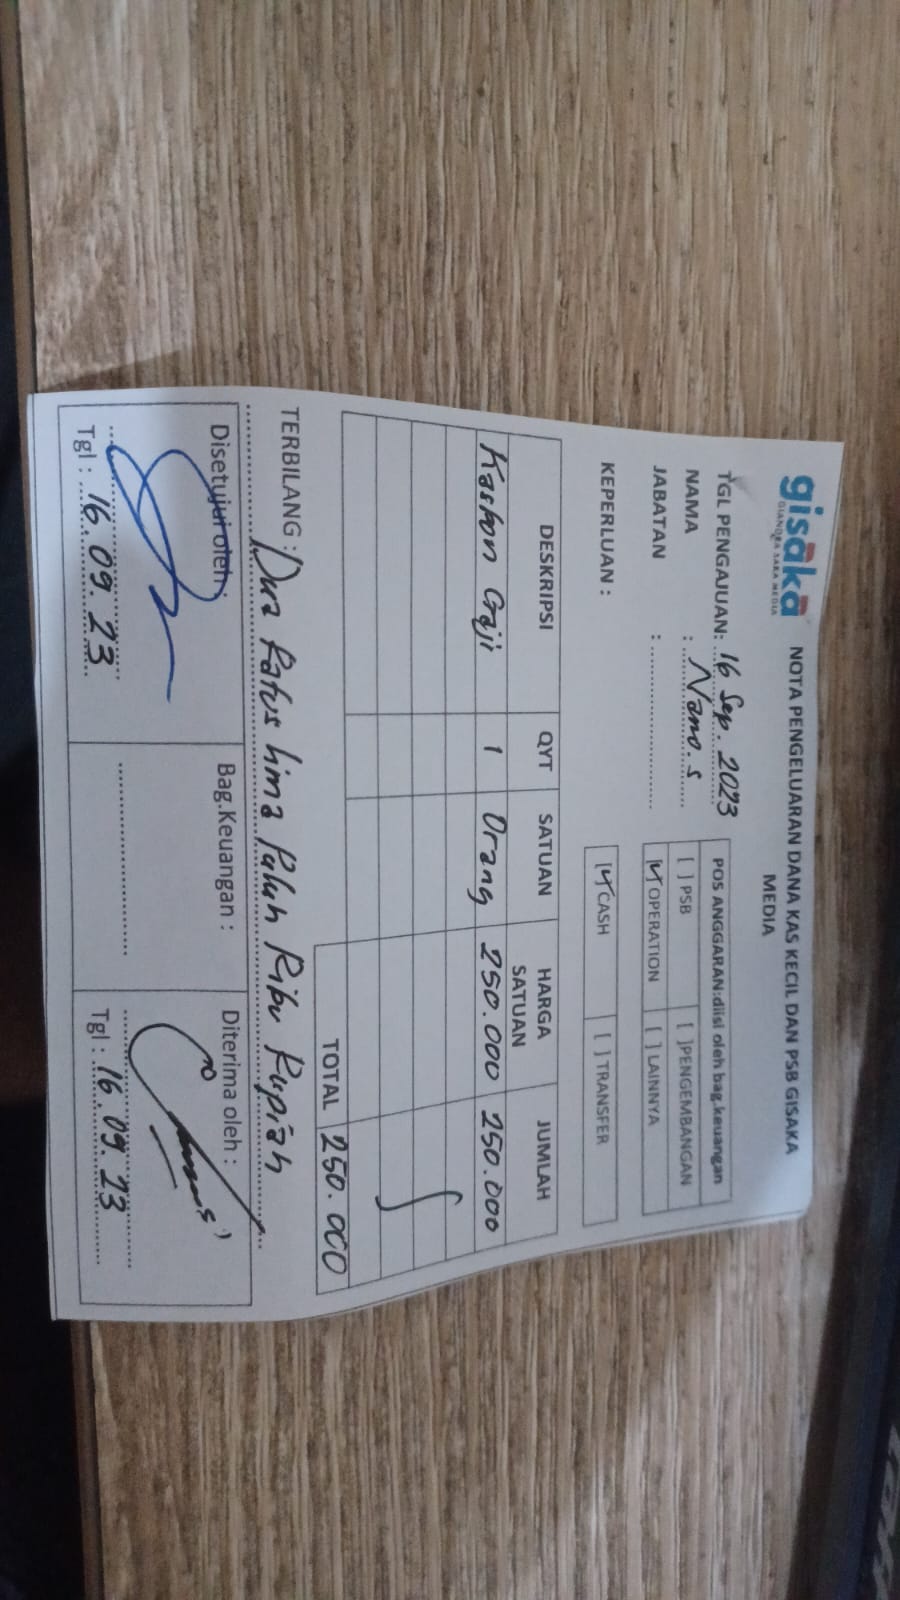 gisaka
GIANDRA SAKA MEDIA
NOTA PENGELUARAN DANA KAS KECIL DAN PSB GISAKA
MEDIA
TGL PENGAJUAN: 16 Sep. 2023
NAMA : Nano.s
JABATAN :
POS ANGGARAN:diisi oleh bag.keuangan
[ ] PSB [ ]PENGEMBANGAN
[✓] OPERATION [ ] LAINNYA
KEPERLUAN :
[✓] CASH [ ] TRANSFER
DESKRIPSI QYT SATUAN HARGA SATUAN JUMLAH
Kasbon Gaji 1 Orang 250.000 250.000
TOTAL 250.000
TERBILANG : Dua Ratus lima Puluh Ribu Rupiah
Disetujui oleh : Bag.Keuangan : Diterima oleh :
Tgl : 16.09.23 Tgl : 16.09.23